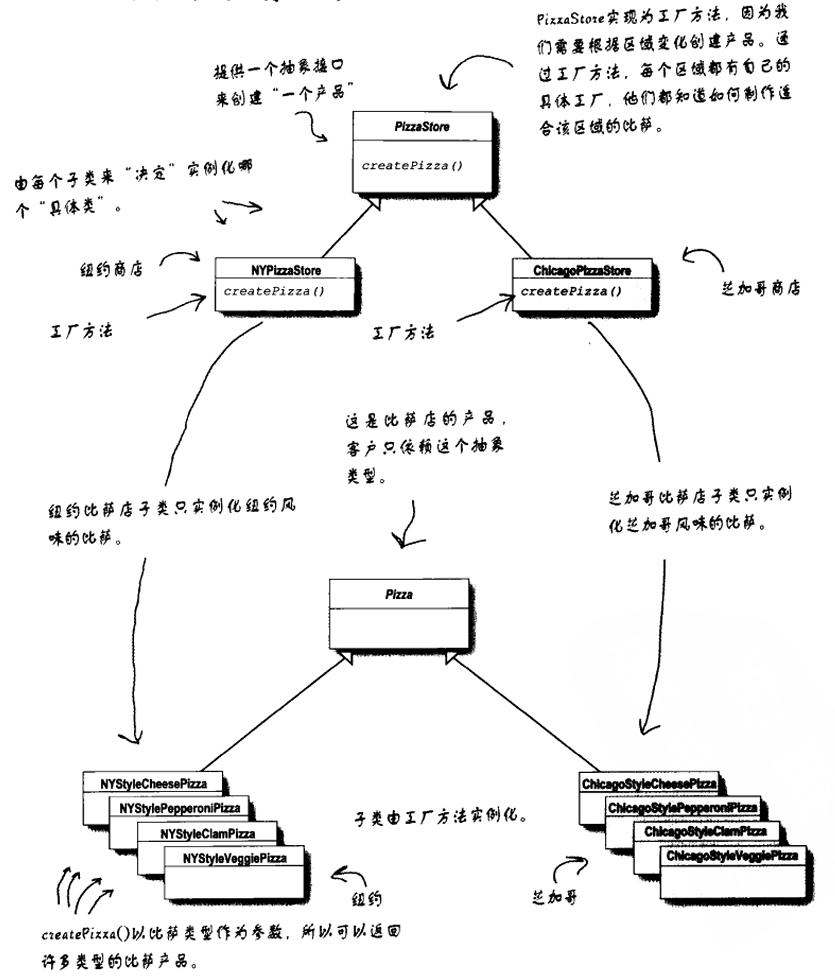 PizzaStore实现为工厂方法，因为我
们需要根据区域变化创建产品。通
过工厂方法，每个区域都有自己的
具体工厂，他们都知道如何制作适
合该区域的比萨。
提供一个抽象接口
来创建“一个产品”
PizzaStore
createPizza()
由每个子类来“决定”实例化哪
个“具体类”。
纽约商店
NYPizzaStore
createPizza()
工厂方法
ChicagoPizzaStore
createPizza()
工厂方法
芝加哥商店
这是比萨店的产品，
客户只依赖这个抽象
类型。
纽约比萨店子类只实例化纽约风
味的比萨。
芝加哥比萨店子类只实例
化芝加哥风味的比萨。
Pizza
NYStyleCheesePizza
NYStylePepperoniPizza
NYStyleClamPizza
NYStyleVeggiePizza
子类由工厂方法实例化。
ChicagoStyleCheesePizza
ChicagoStylePepperoniPizza
ChicagoStyleClamPizza
ChicagoStyleVeggiePizza
纽约
芝加哥
createPizza()以比萨类型作为参数，所以可以返回
许多类型的比萨产品。